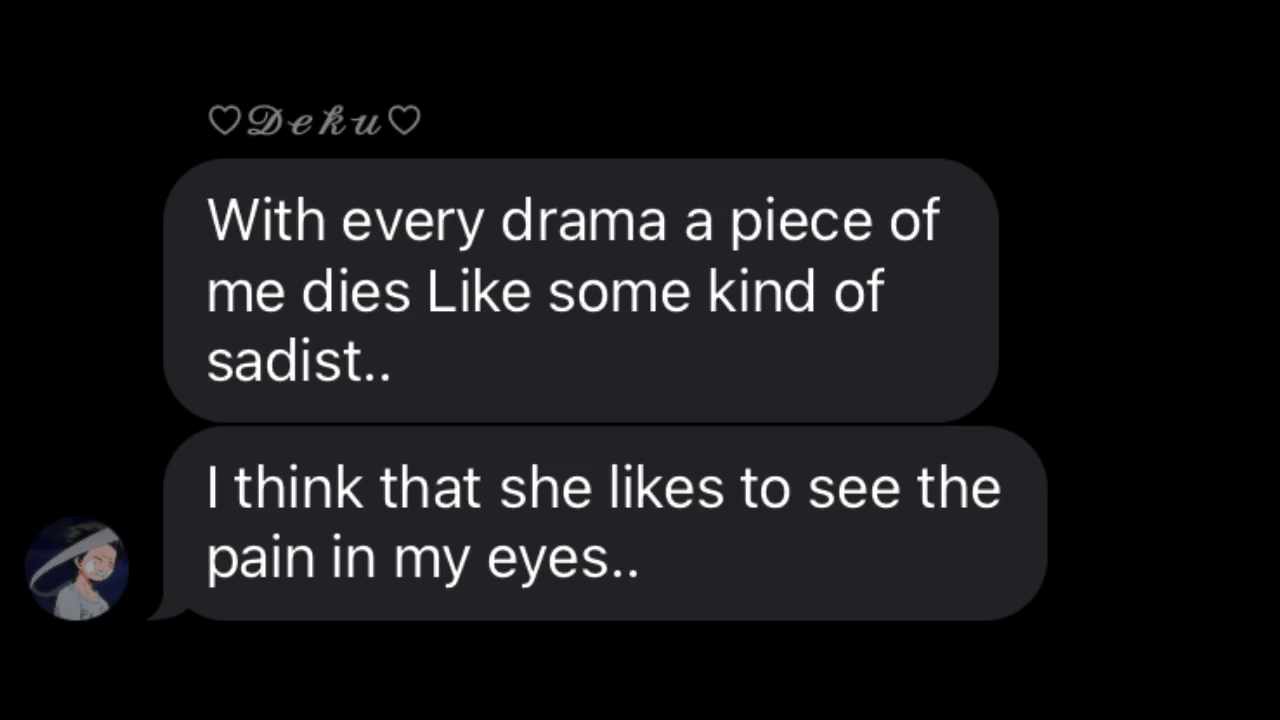 ♡𝒟𝑒𝓀𝓊♡
With every drama a piece of
me dies Like some kind of
sadist..
I think that she likes to see the
pain in my eyes..